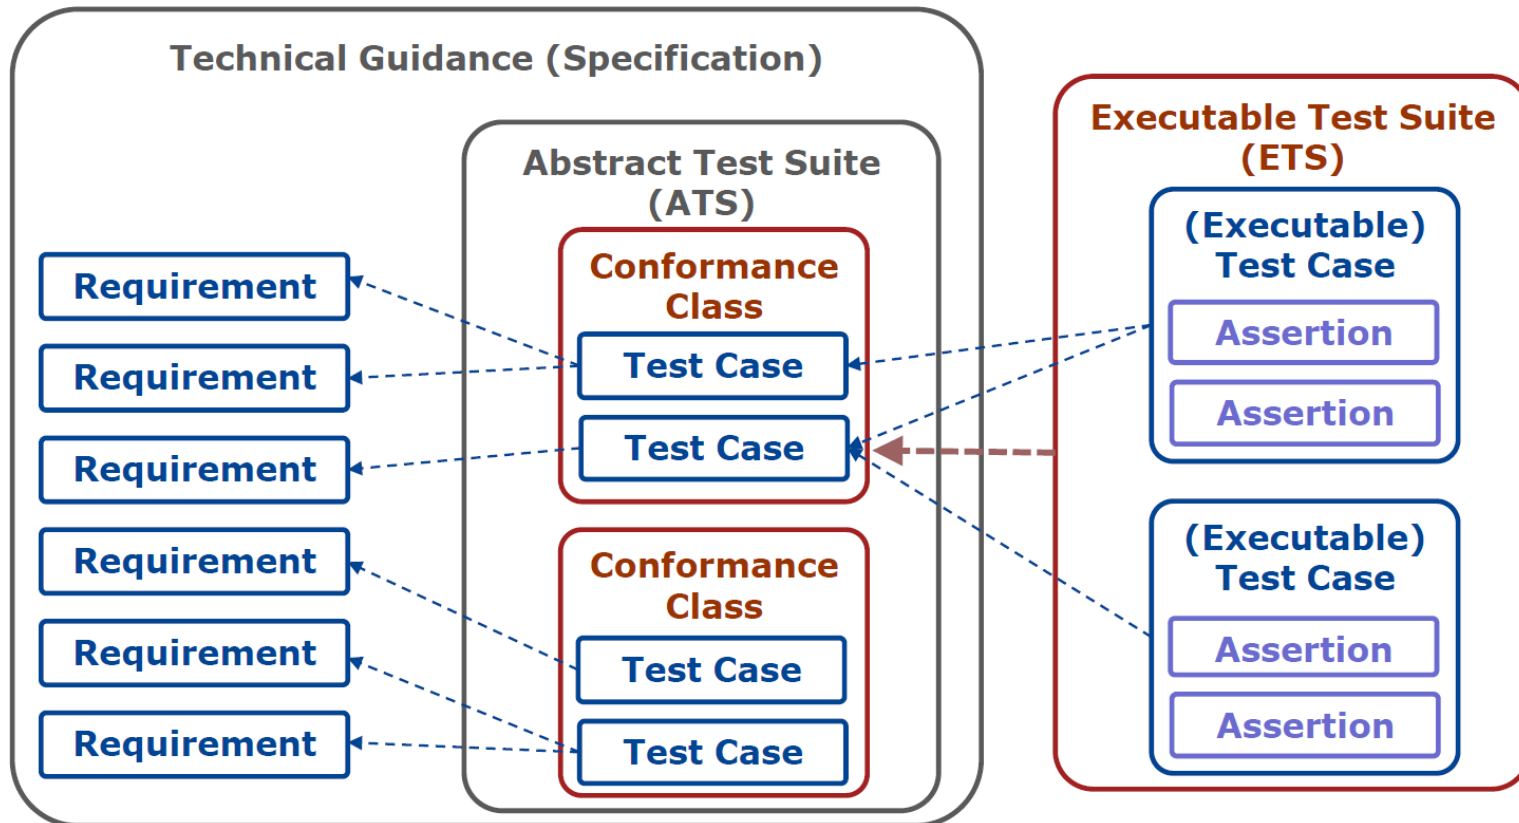 Technical Guidance (Specification)
Abstract Test Suite
(ATS)
Requirement
Requirement
Requirement
Requirement
Requirement
Requirement
Conformance
Class
Test Case
Test Case
Conformance
Class
Test Case
Test Case
Executable Test Suite
(ETS)
(Executable)
Test Case
Assertion
Assertion
(Executable)
Test Case
Assertion
Assertion